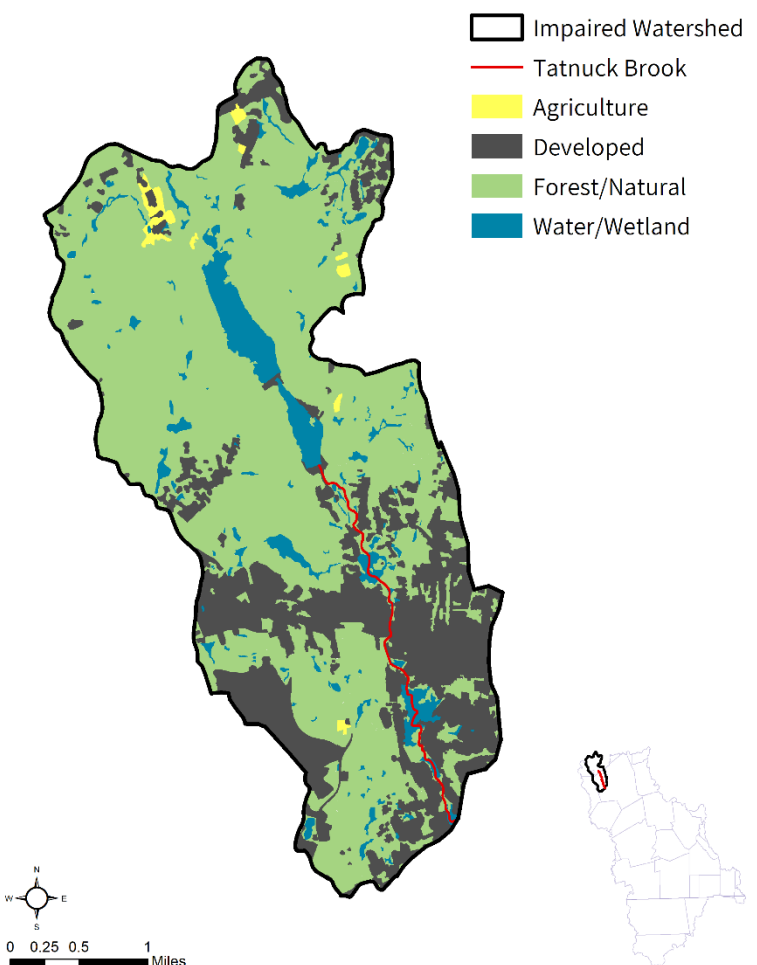 Impaired Watershed
Tatnuck Brook
Agriculture
Developed
Forest/Natural
Water/Wetland
N
W E
S
0 0.25 0.5 1
Miles